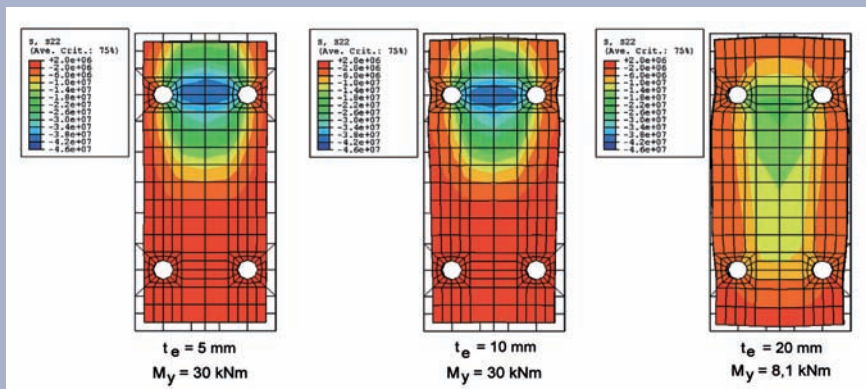 S, S22
(Ave. Crit.: 75%)
+2.0e+06
-2.0e+06
-6.0e+06
-1.0e+07
-1.4e+07
-1.8e+07
-2.2e+07
-2.6e+07
-3.0e+07
-3.4e+07
-3.8e+07
-4.2e+07
-4.6e+07
t e = 5 mm
M y = 30 kNm
S, S22
(Ave. Crit.: 75%)
+2.0e+06
-2.0e+06
-6.0e+06
-1.0e+07
-1.4e+07
-1.8e+07
-2.2e+07
-2.6e+07
-3.0e+07
-3.4e+07
-3.8e+07
-4.2e+07
-4.6e+07
t e = 10 mm
M y = 30 kNm
S, S22
(Ave. Crit.: 75%)
+2.0e+06
-2.0e+06
-6.0e+06
-1.0e+07
-1.4e+07
-1.8e+07
-2.2e+07
-2.6e+07
-3.0e+07
-3.4e+07
-3.8e+07
-4.2e+07
-4.6e+07
t e = 20 mm
M y = 8,1 kNm